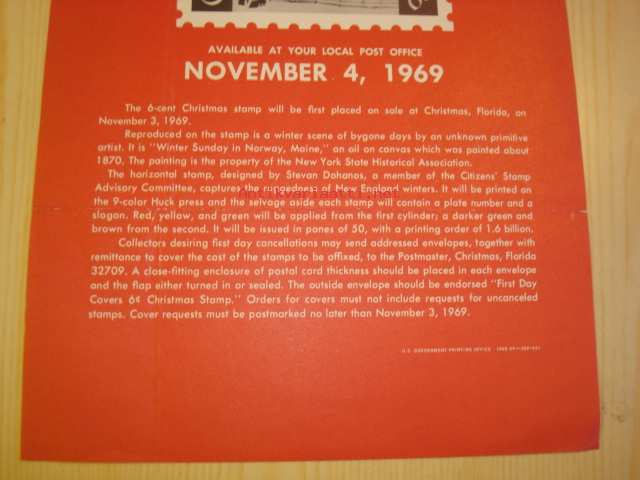 AVAILABLE AT YOUR LOCAL POST OFFICE
NOVEMBER 4, 1969
The 6-cent Christmas stamp will be first placed on sale at Christmas, Florida, on
November 3, 1969.
Reproduced on the stamp is a winter scene of bygone days by an unknown primitive
artist. It is "Winter Sunday in Norway, Maine," an oil on canvas which was painted about
1870. The painting is the property of the New York State Historical Association.
The horizontal stamp, designed by Stevan Dohanos, a member of the Citizens' Stamp
Advisory Committee, captures the ruggedness of New England winters. It will be printed on
the 9-color Huck press and the selvage aside each stamp will contain a plate number and a
slogan. Red, yellow, and green will be applied from the first cylinder; a darker green and
brown from the second. It will be issued in panes of 50, with a printing order of 1.6 billion.
Collectors desiring first day cancellations may send addressed envelopes, together with
remittance to cover the cost of the stamps to be affixed, to the Postmaster, Christmas, Florida
32709. A close-fitting enclosure of postal card thickness should be placed in each envelope
and the flap either turned in or sealed. The outside envelope should be endorsed "First Day
Covers 6¢ Christmas Stamp." Orders for covers must not include requests for uncanceled
stamps. Cover requests must be postmarked no later than November 3, 1969.
U.S. GOVERNMENT PRINTING OFFICE